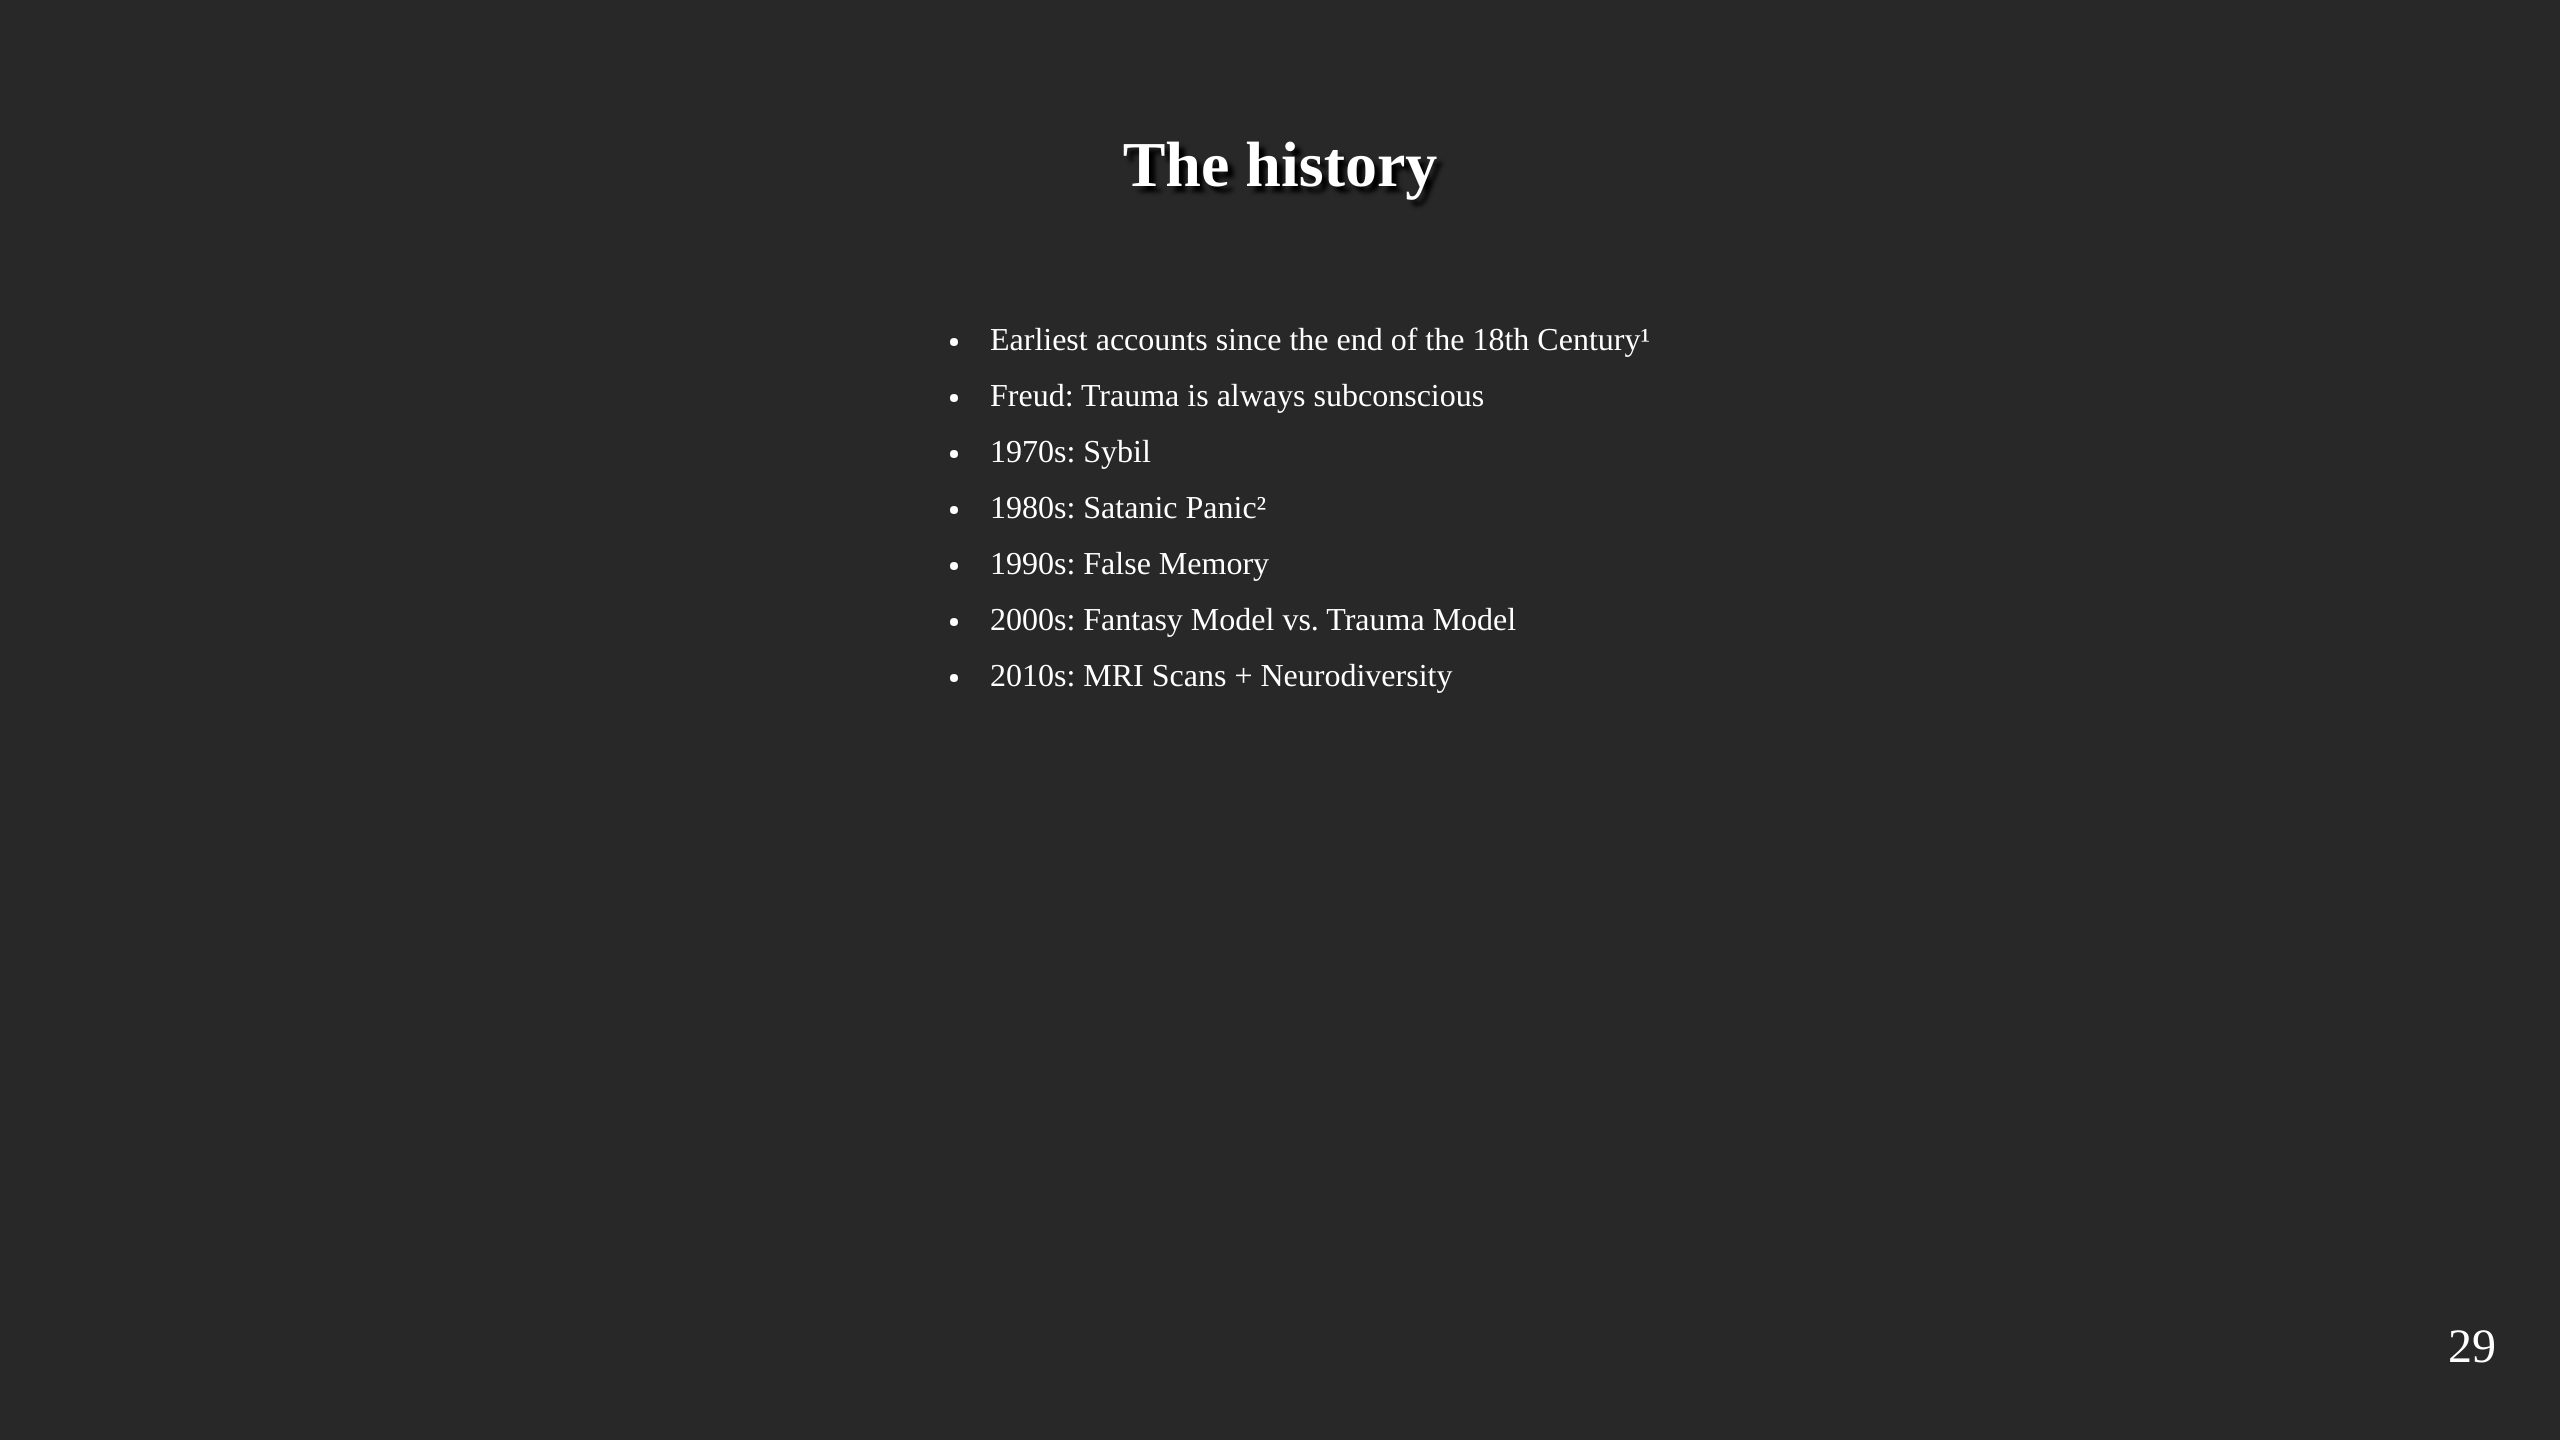 The history
• Earliest accounts since the end of the 18th Century¹
• Freud: Trauma is always subconscious
• 1970s: Sybil
• 1980s: Satanic Panic²
• 1990s: False Memory
• 2000s: Fantasy Model vs. Trauma Model
• 2010s: MRI Scans + Neurodiversity
29